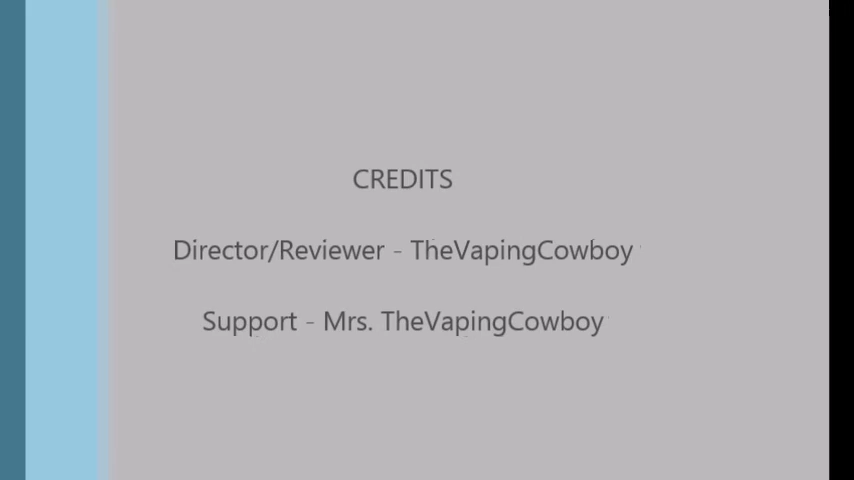 CREDITS
Director/Reviewer - TheVapingCowboy
Support - Mrs. TheVapingCowboy